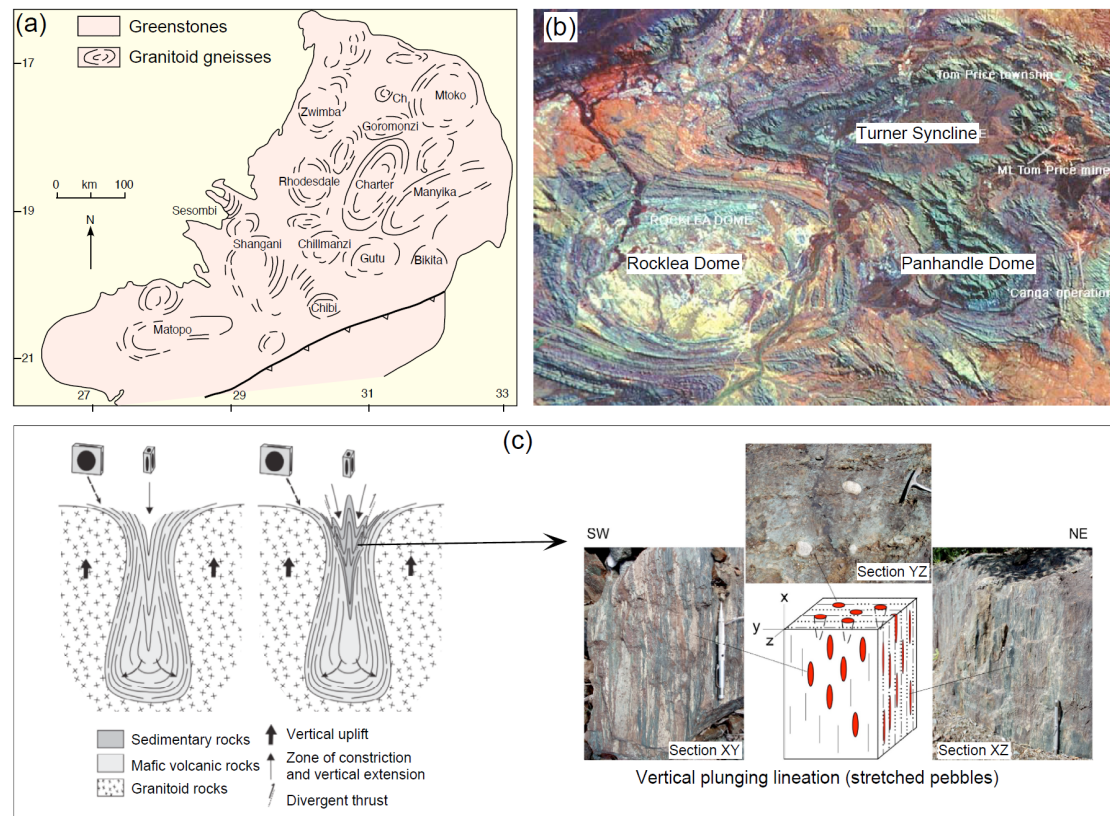 (a)
Greenstones
Granitoid gneisses
17
19
21
0 km 100
N
Zwimba
Ch
Mtoko
Goromonzi
Rhodesdale
Charter
Manyika
Sesombi
Shangani
Chillmanzi
Gutu
Bikita
Chibi
Matopo
27
29
31
33
(b)
Tom Price township
Turner Syncline
Mt Tom Price mine
ROCKLEA DOME
Rocklea Dome
Panhandle Dome
'Canga' operation
(c)
Sedimentary rocks
Mafic volcanic rocks
Granitoid rocks
Vertical uplift
Zone of constriction
and vertical extension
Divergent thrust
SW
NE
Section YZ
Section XY
Section XZ
x
y
z
Vertical plunging lineation (stretched pebbles)